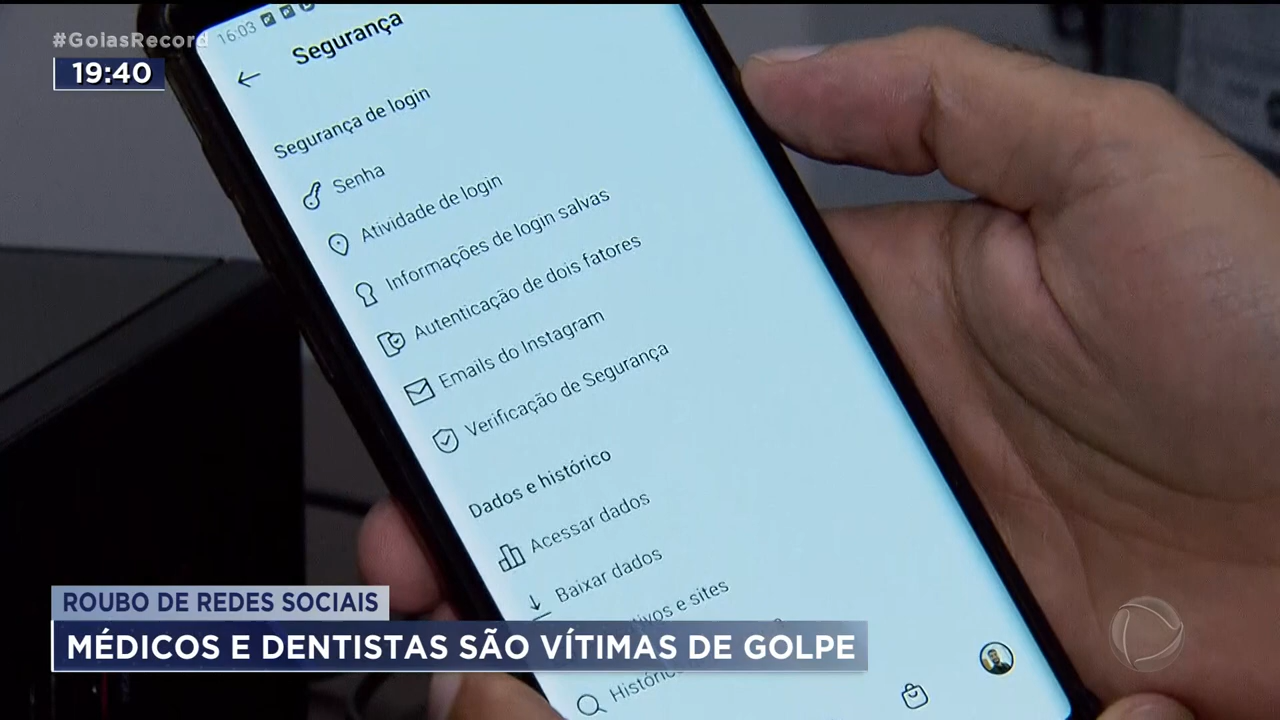 #GoiasRecord
19:40
16:03
Segurança
Segurança de login
Senha
Atividade de login
Informações de login salvas
Autenticação de dois fatores
Emails do Instagram
Verificação de Segurança
Dados e histórico
Acessar dados
Baixar dados
e sites
ROUBO DE REDES SOCIAIS
MÉDICOS E DENTISTAS SÃO VÍTIMAS DE GOLPE